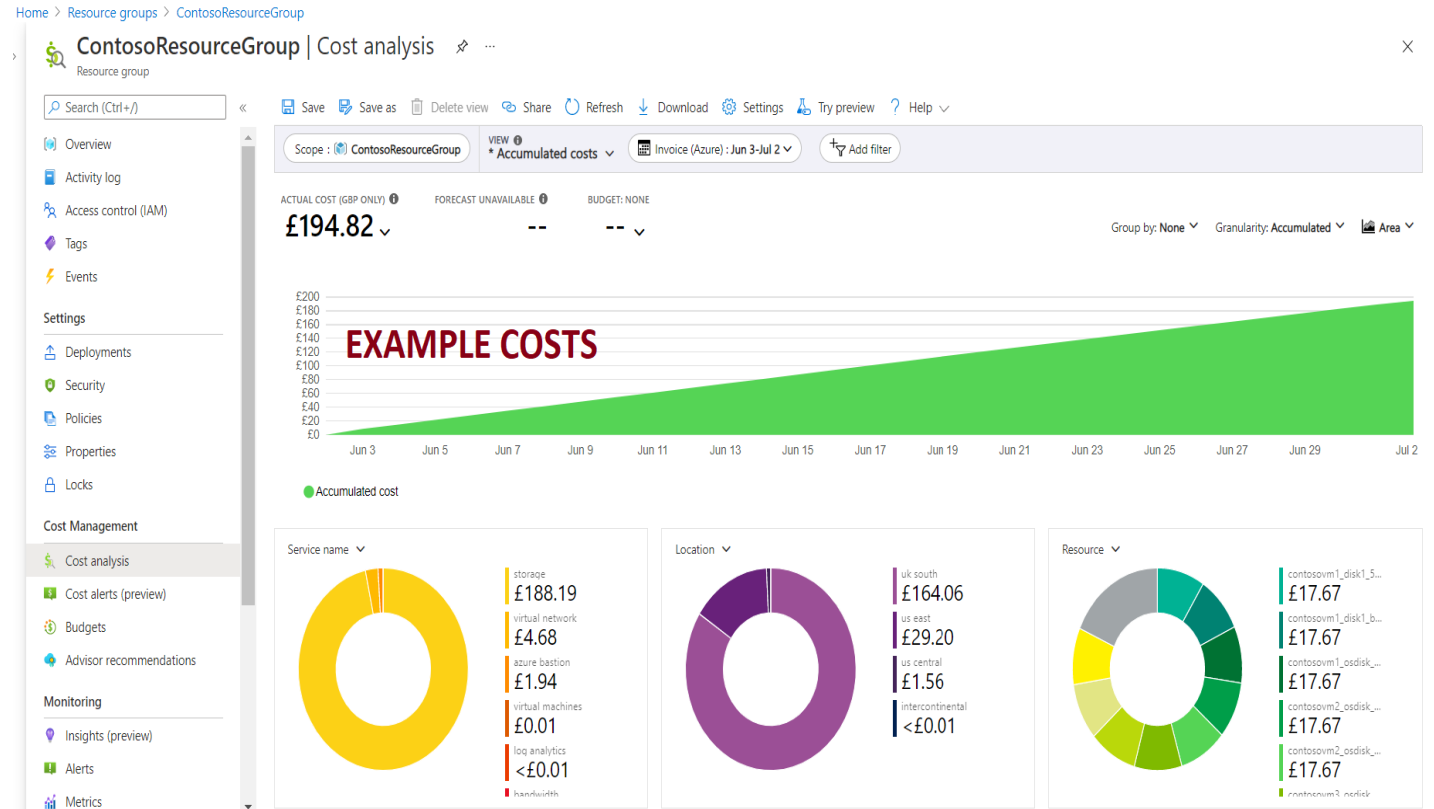 Home > Resource groups > ContosoResourceGroup
ContosoResourceGroup | Cost analysis
Resource group
Search (Ctrl+/)
Overview
Activity log
Access control (IAM)
Tags
Events
Settings
Deployments
Security
Policies
Properties
Locks
Cost Management
Cost analysis
Cost alerts (preview)
Budgets
Advisor recommendations
Monitoring
Insights (preview)
Alerts
Metrics
Save Save as Delete view Share Refresh Download Settings Try preview ? Help
Scope : ContosoResourceGroup
VIEW
* Accumulated costs
Invoice (Azure) : Jun 3-Jul 2
Add filter
ACTUAL COST (GBP ONLY) FORECAST UNAVAILABLE BUDGET: NONE
£194.82 -- --
Group by: None Granularity: Accumulated Area
£200
£180
£160
£140
£120
£100
£80
£60
£40
£20
£0
EXAMPLE COSTS
Jun 3 Jun 5 Jun 7 Jun 9 Jun 11 Jun 13 Jun 15 Jun 17 Jun 19 Jun 21 Jun 23 Jun 25 Jun 27 Jun 29 Jul 2
Accumulated cost
Service name
storage
£188.19
virtual network
£4.68
azure bastion
£1.94
virtual machines
£0.01
log analytics
<£0.01
bandwidth
Location
uk south
£164.06
us east
£29.20
us central
£1.56
intercontinental
<£0.01
Resource
contosovm1_disk1_5...
£17.67
contosovm1_disk1_b...
£17.67
contosovm1_osdisk_...
£17.67
contosovm2_osdisk_...
£17.67
contosovm2_osdisk_...
£17.67
contosovm3_osdisk_